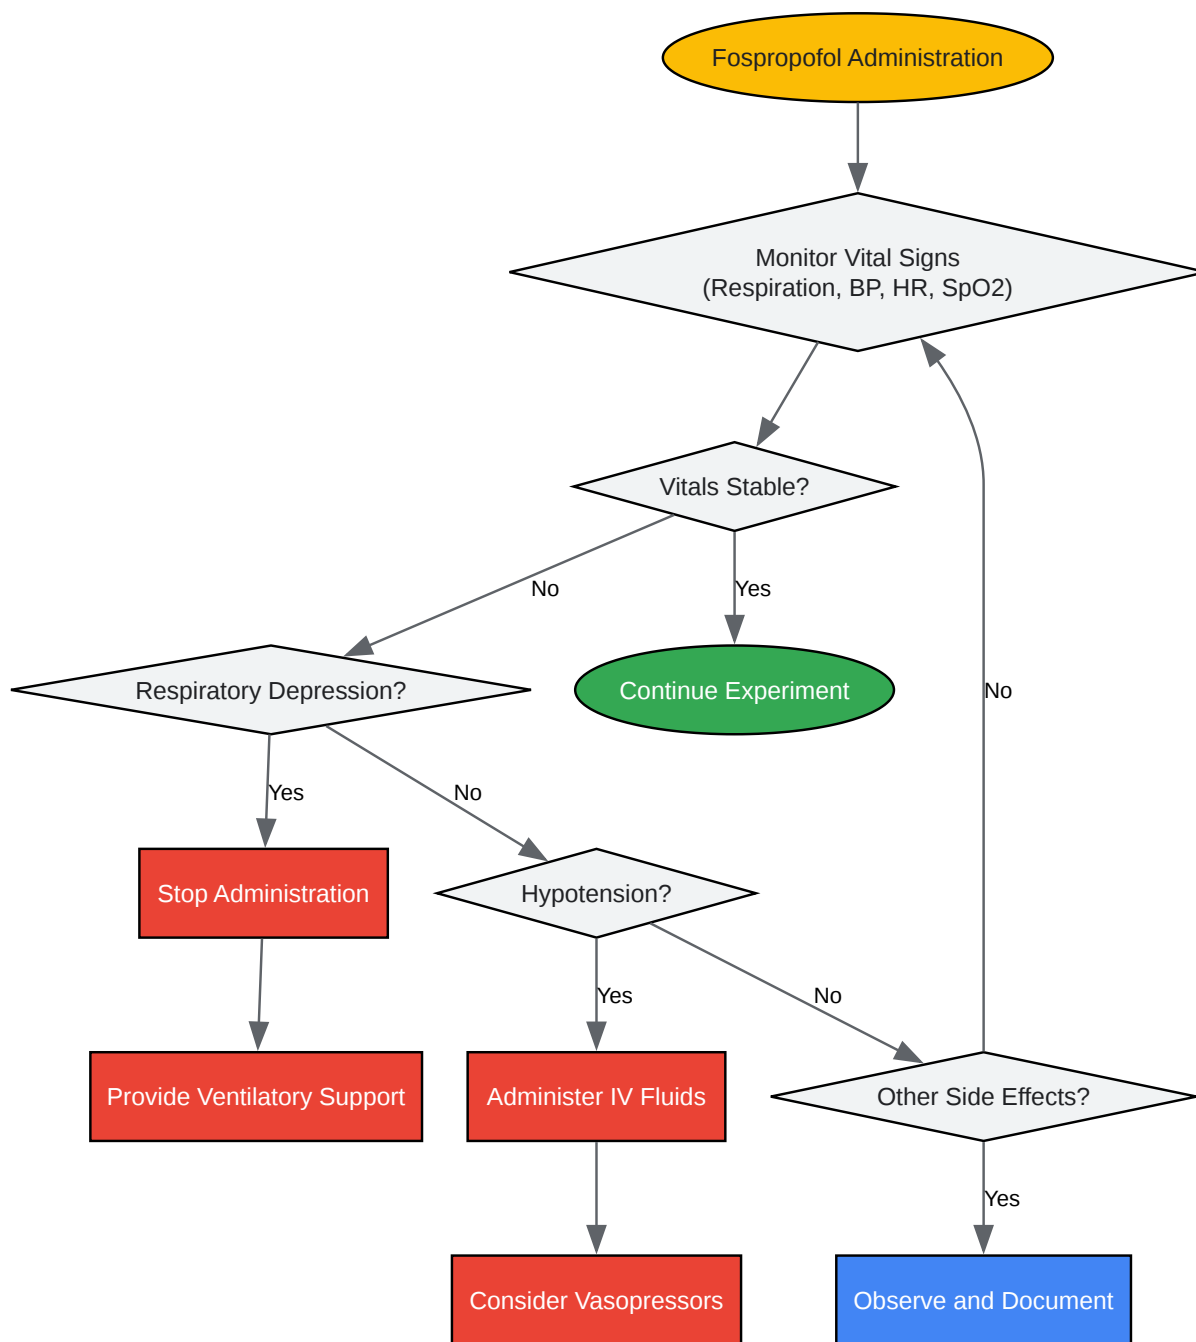 Fospropofol Administration
Monitor Vital Signs
(Respiration, BP, HR, SpO2)
Vitals Stable?
No
Yes
Respiratory Depression?
Continue Experiment
No
Yes
No
Stop Administration
Hypotension?
Yes
No
Provide Ventilatory Support
Administer IV Fluids
Other Side Effects?
Yes
Consider Vasopressors
Observe and Document